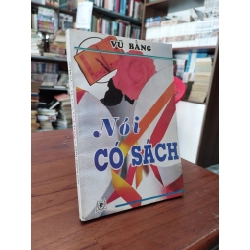 VŨ BẰNG
Nói
CÓ SÁCH